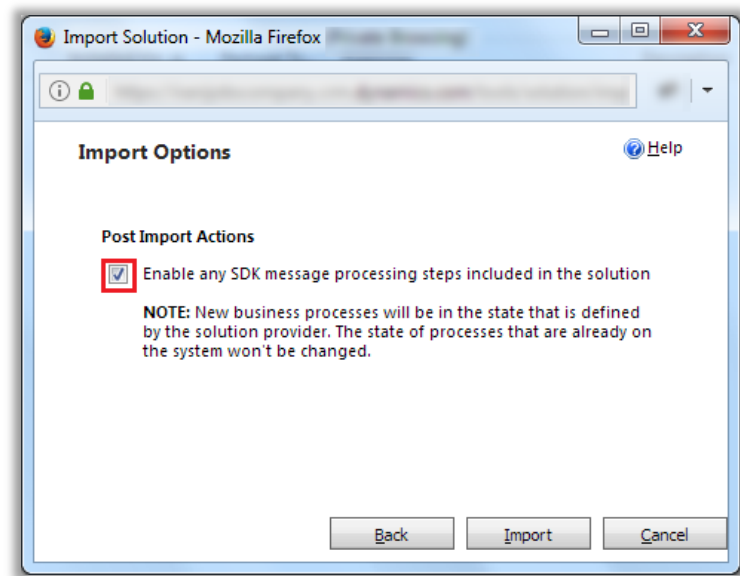 Import Solution - Mozilla Firefox
Import Options
Help
Post Import Actions
Enable any SDK message processing steps included in the solution
NOTE: New business processes will be in the state that is defined
by the solution provider. The state of processes that are already on
the system won't be changed.
Back Import Cancel